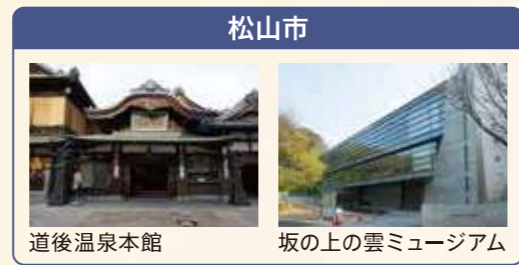 松山市
道後温泉本館
坂の上の雲ミュージアム